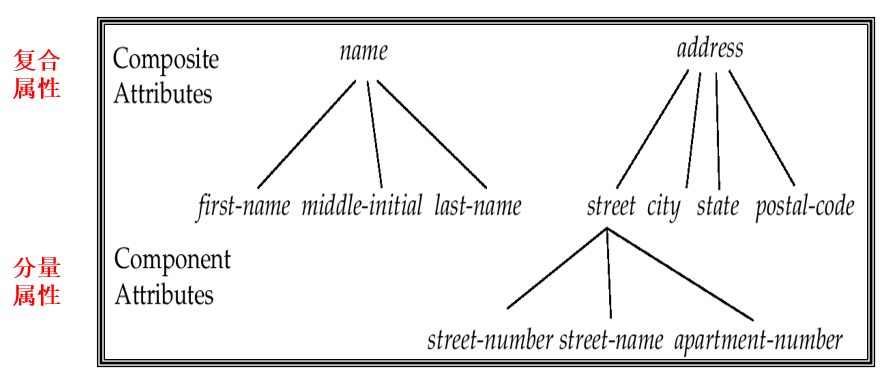 复合
属性
Composite
Attributes
name
address
first-name middle-initial last-name
street city state postal-code
分量
属性
Component
Attributes
street-number street-name apartment-number